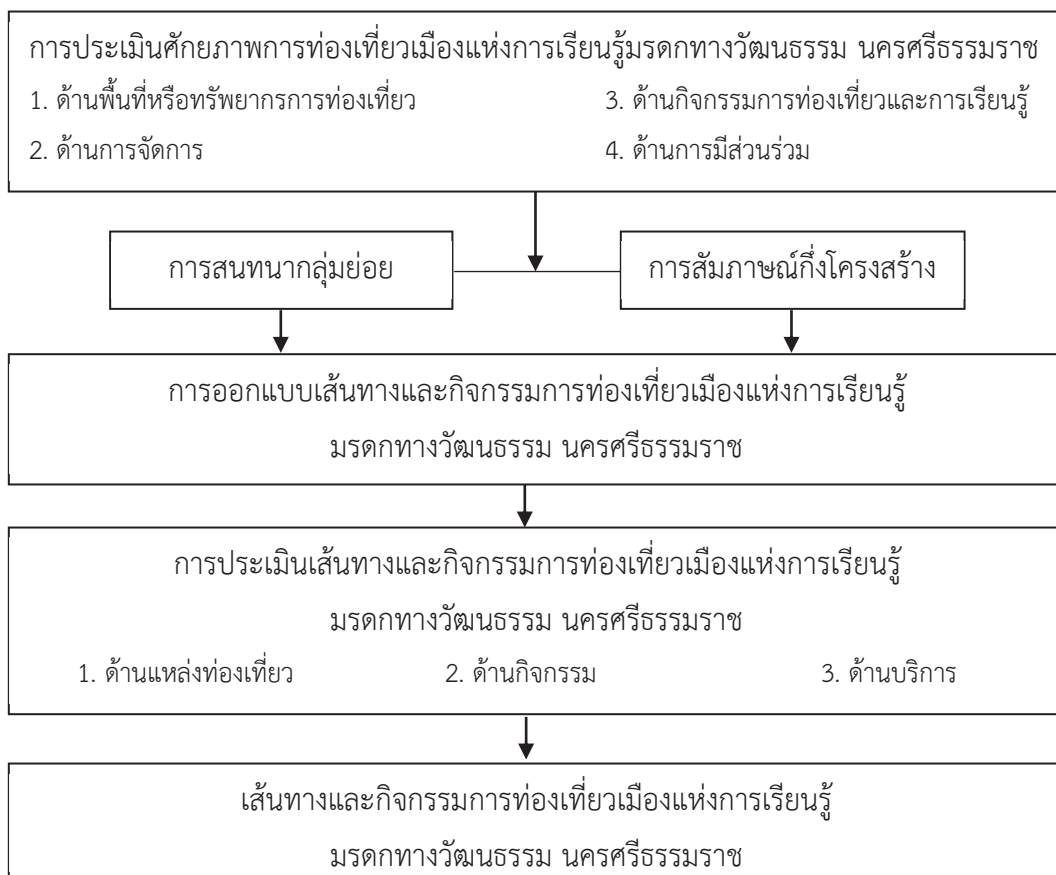 การประเมินศักยภาพการท่องเที่ยวเมืองแห่งการเรียนรู้มรดกทางวัฒนธรรม นครศรีธรรมราช
1. ด้านพื้นที่หรือทรัพยากรการท่องเที่ยว 3. ด้านกิจกรรมการท่องเที่ยวและการเรียนรู้
2. ด้านการจัดการ 4. ด้านการมีส่วนร่วม
การสนทนากลุ่มย่อย การสัมภาษณ์กึ่งโครงสร้าง
การออกแบบเส้นทางและกิจกรรมการท่องเที่ยวเมืองแห่งการเรียนรู้
มรดกทางวัฒนธรรม นครศรีธรรมราช
การประเมินเส้นทางและกิจกรรมการท่องเที่ยวเมืองแห่งการเรียนรู้
มรดกทางวัฒนธรรม นครศรีธรรมราช
1. ด้านแหล่งท่องเที่ยว 2. ด้านกิจกรรม 3. ด้านบริการ
เส้นทางและกิจกรรมการท่องเที่ยวเมืองแห่งการเรียนรู้
มรดกทางวัฒนธรรม นครศรีธรรมราช